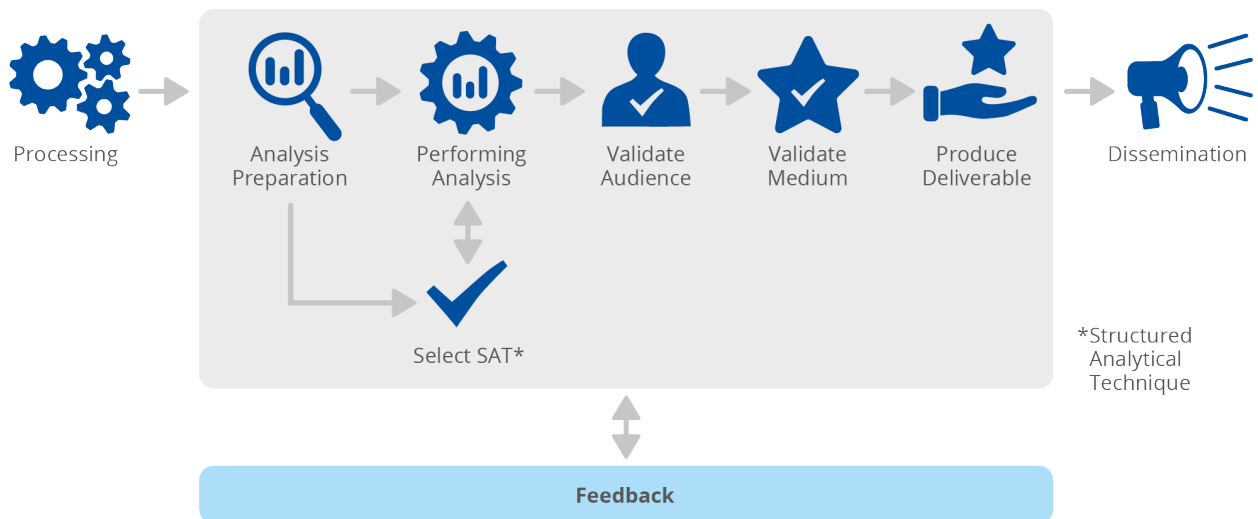 Processing
Analysis
Preparation
Performing
Analysis
Validate
Audience
Validate
Medium
Produce
Deliverable
Dissemination
Select SAT*
*Structured
Analytical
Technique
Feedback